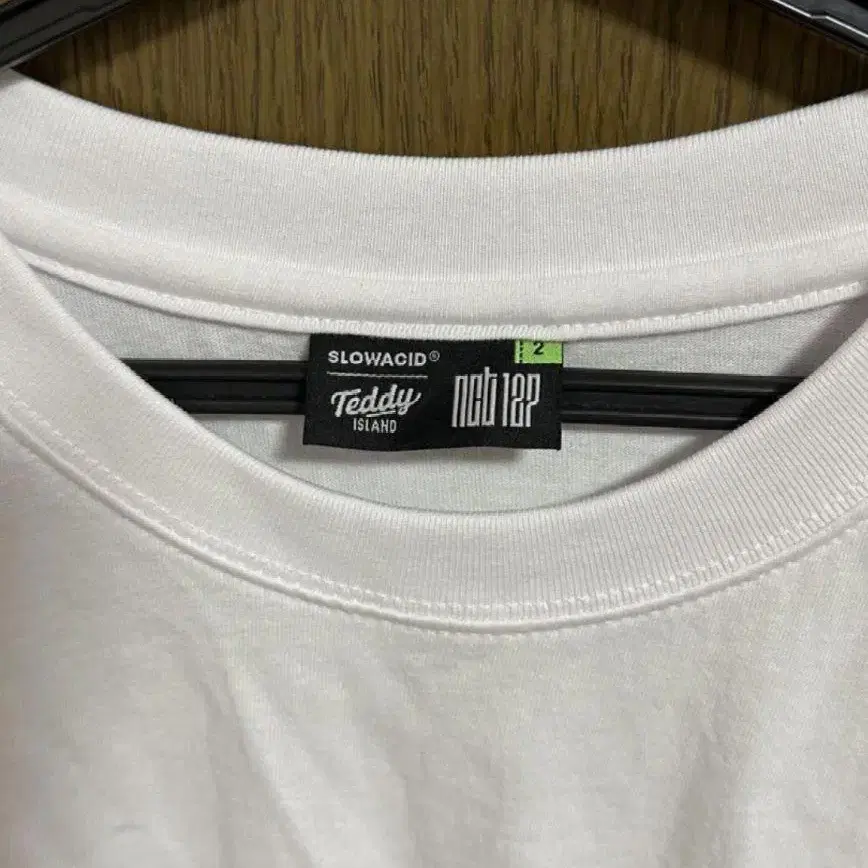 SLOWACID®
2
Teddy
ISLAND
nct 127